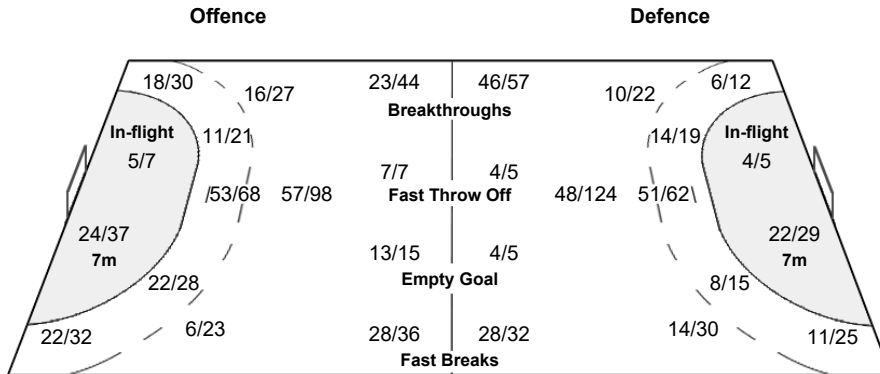 Offence Defence
18/30 23/44 46/57 6/12
16/27 10/22
Breakthroughs
In-flight 11/21 14/19 In-flight
5/7 4/5
7/7 4/5
53/68 57/98 Fast Throw Off 48/124 51/62
24/37 22/29
7m 13/15 4/5 7m
22/28 Empty Goal 8/15
22/32 6/23 28/36 28/32 14/30 11/25
Fast Breaks